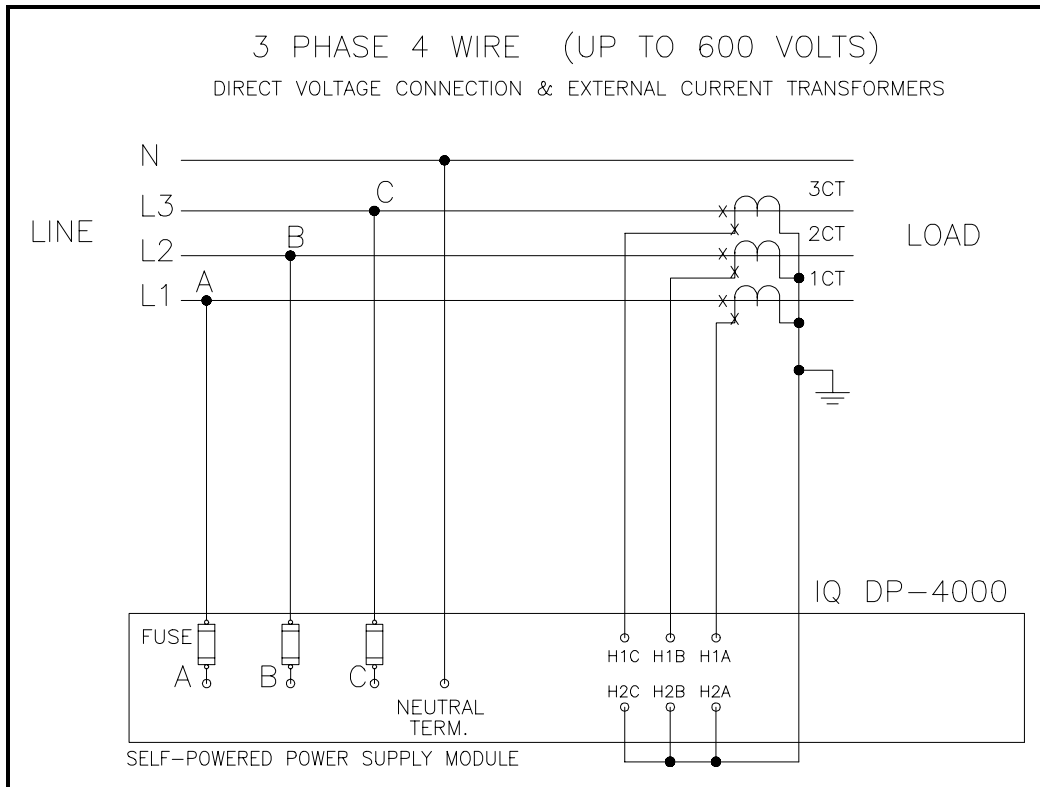 3 PHASE 4 WIRE (UP TO 600 VOLTS)
DIRECT VOLTAGE CONNECTION & EXTERNAL CURRENT TRANSFORMERS
N
3CT
C
L3
LINE
B
2CT
LOAD
L2
A
1CT
L1
IQ DP-4000
FUSE
H1C H1B H1A
A B C
H2C H2B H2A
NEUTRAL
TERM.
SELF-POWERED POWER SUPPLY MODULE